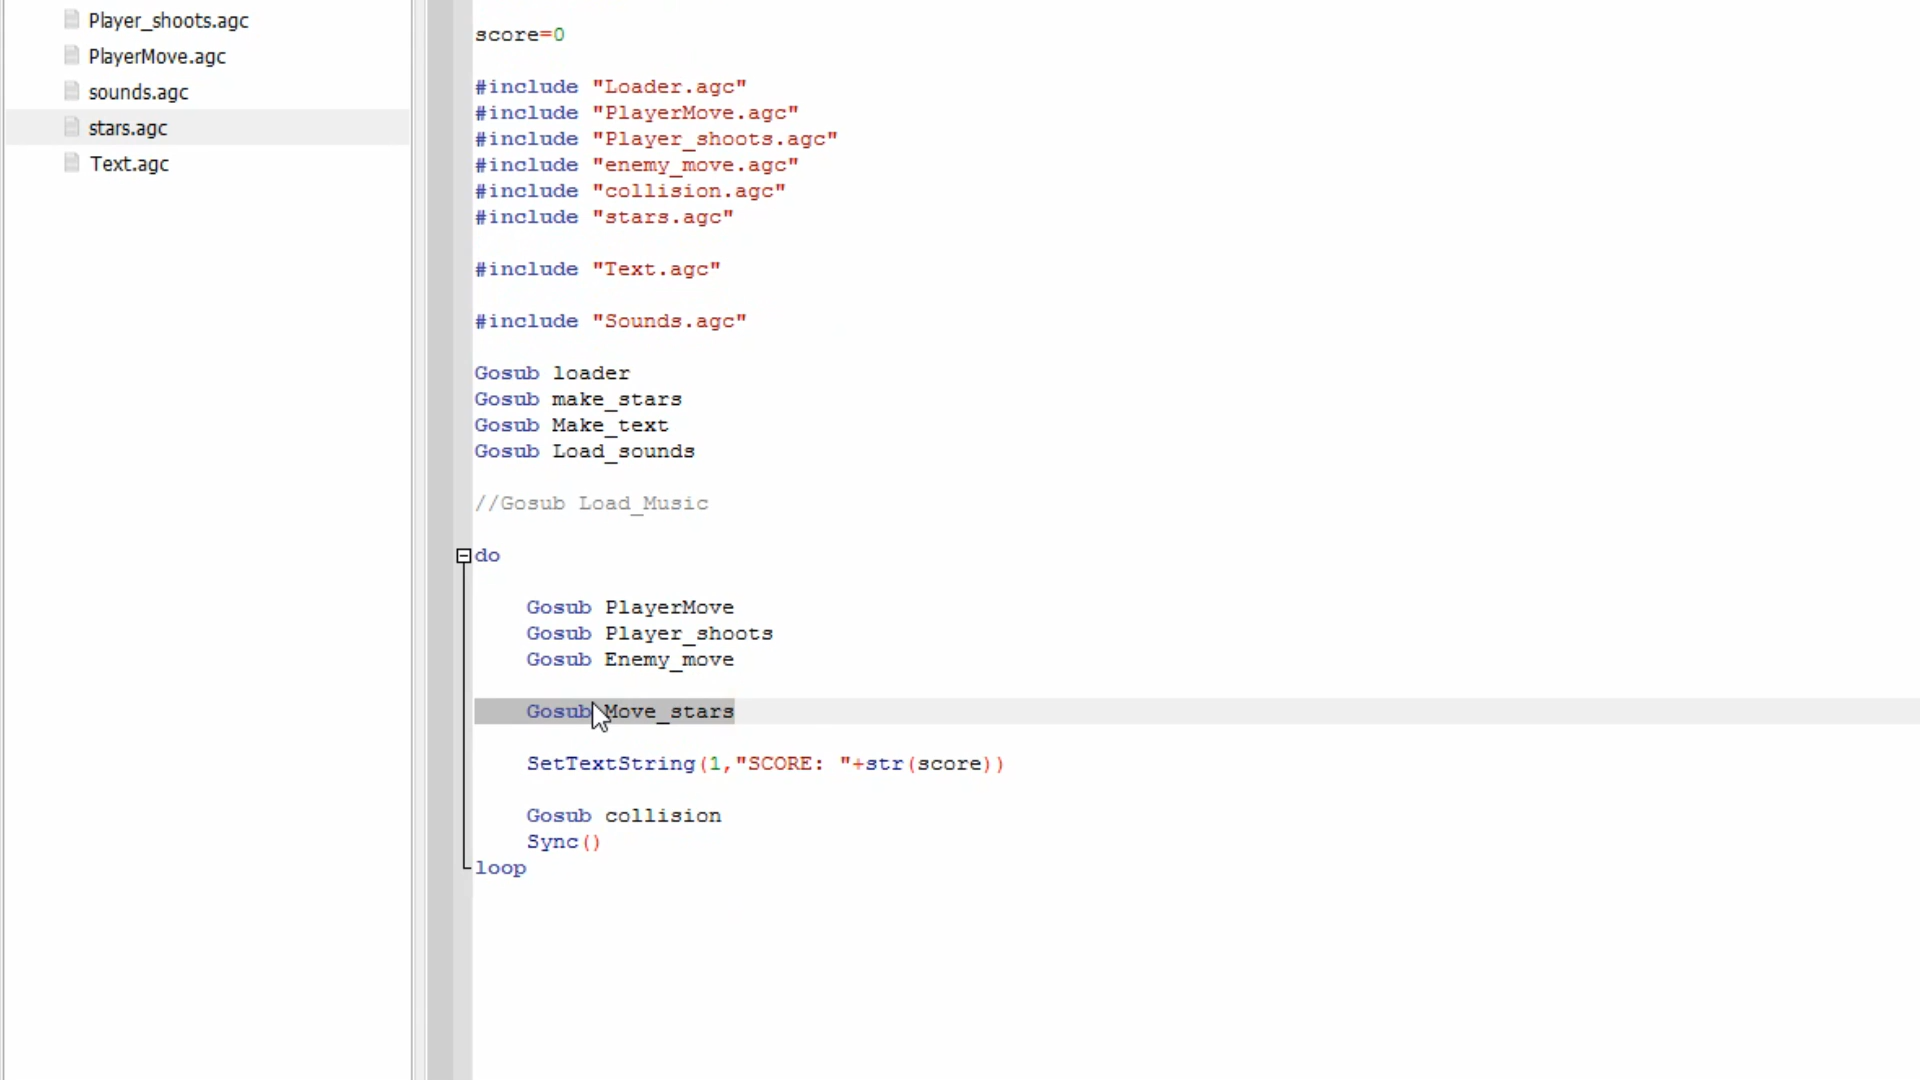 Player_shoots.agc
PlayerMove.agc
sounds.agc
stars.agc
Text.agc
score=0
#include "Loader.agc"
#include "PlayerMove.agc"
#include "Player_shoots.agc"
#include "enemy_move.agc"
#include "collision.agc"
#include "stars.agc"
#include "Text.agc"
#include "Sounds.agc"
Gosub loader
Gosub make_stars
Gosub Make_text
Gosub Load_sounds
//Gosub Load_Music
do
Gosub PlayerMove
Gosub Player_shoots
Gosub Enemy_move
Gosub Move_stars
SetTextString(1,"SCORE: "+str(score))
Gosub collision
Sync()
loop